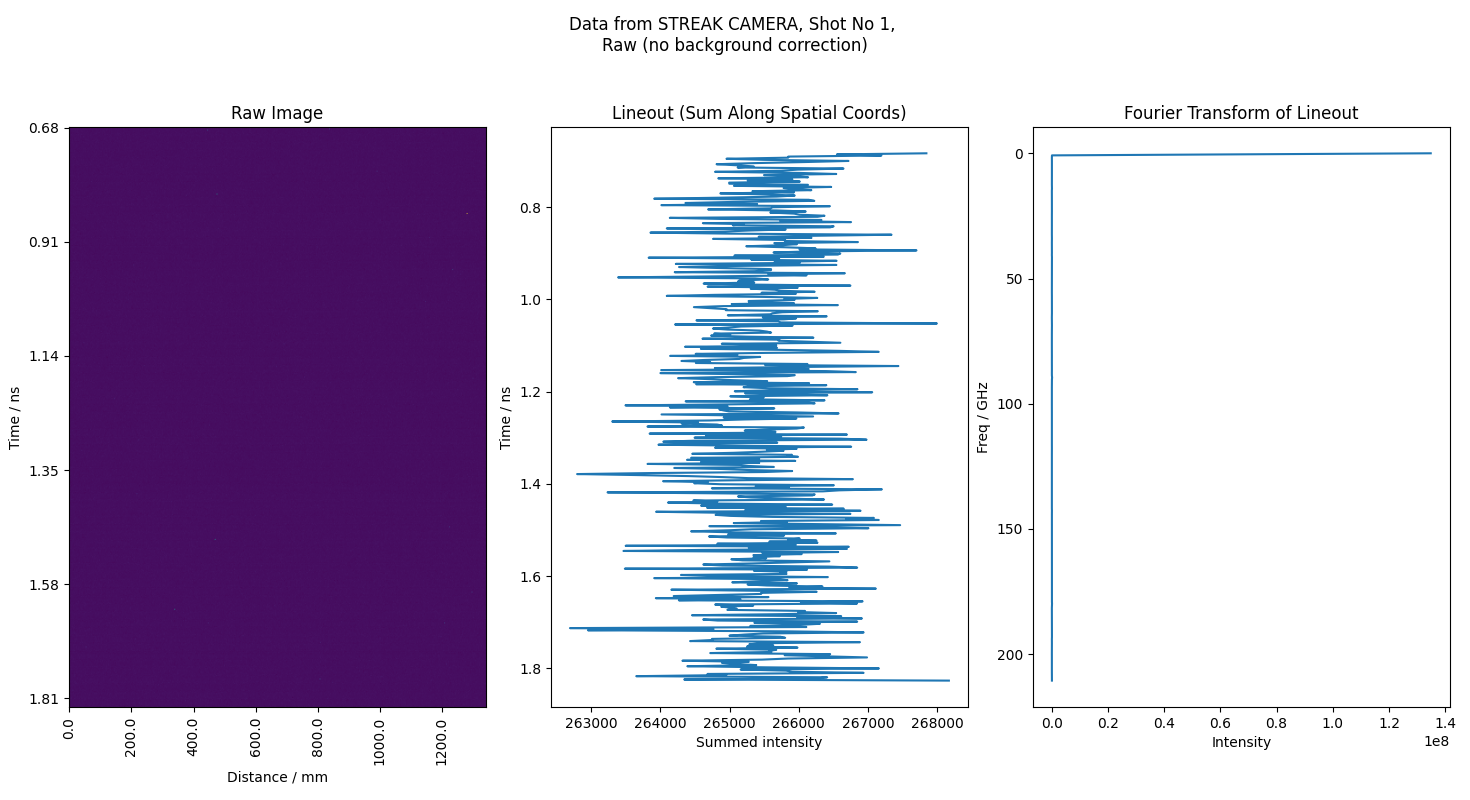 Data from STREAK CAMERA, Shot No 1,
Raw (no background correction)
Raw Image
0.68
0.91
1.14
1.35
1.58
1.81
Time / ns
0.0
200.0
400.0
600.0
800.0
1000.0
1200.0
Distance / mm
Lineout (Sum Along Spatial Coords)
0.8
1.0
1.2
1.4
1.6
1.8
Time / ns
263000 264000 265000 266000 267000 268000
Summed intensity
Fourier Transform of Lineout
0
50
100
150
200
Freq / GHz
0.0 0.2 0.4 0.6 0.8 1.0 1.2 1.4
1e8
Intensity